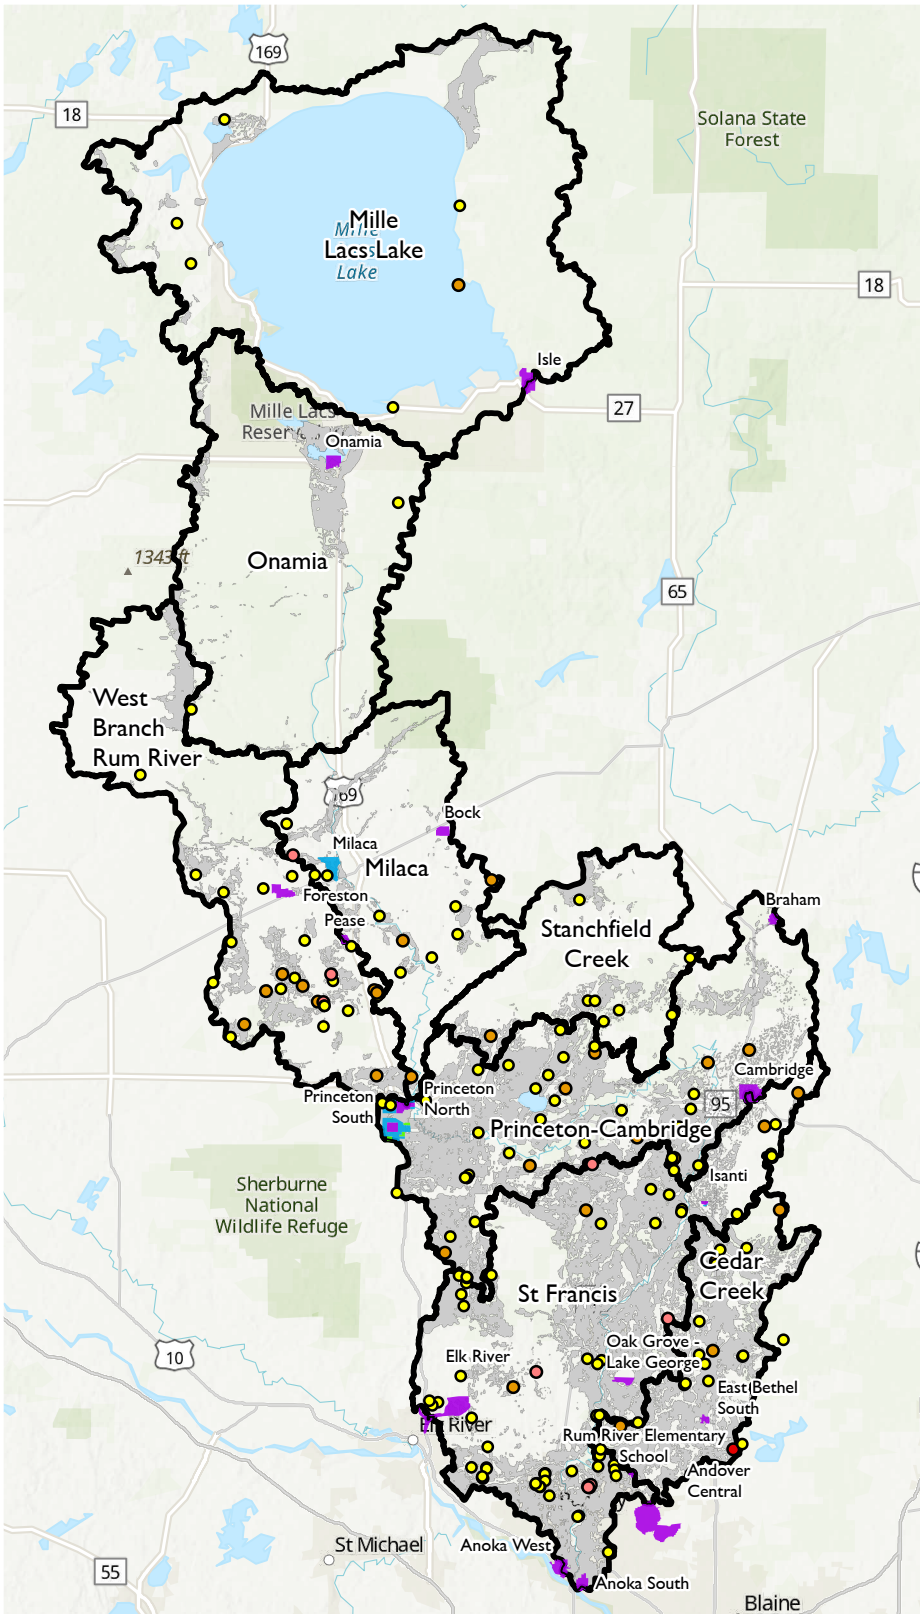 169
18
Solana State
Forest
Mille
Lacs Lake
Mille
Lacs
Lake
18
Isle
27
Mille Lacs
Onamia
1343 ft
Onamia
65
West
Branch
Rum River
169
Bock
Milaca
Milaca
Foreston
Pease
Braham
Stanchfield
Creek
Cambridge
95
Princeton
South
Princeton
North
Princeton-Cambridge
Isanti
Sherburne
National
Wildlife Refuge
Cedar
Creek
St Francis
10
Oak Grove -
Lake George
Elk River
East Bethel
South
Elk River
Rum River Elementary
School
Andover
Central
St Michael
Anoka West
55
Anoka South
Blaine